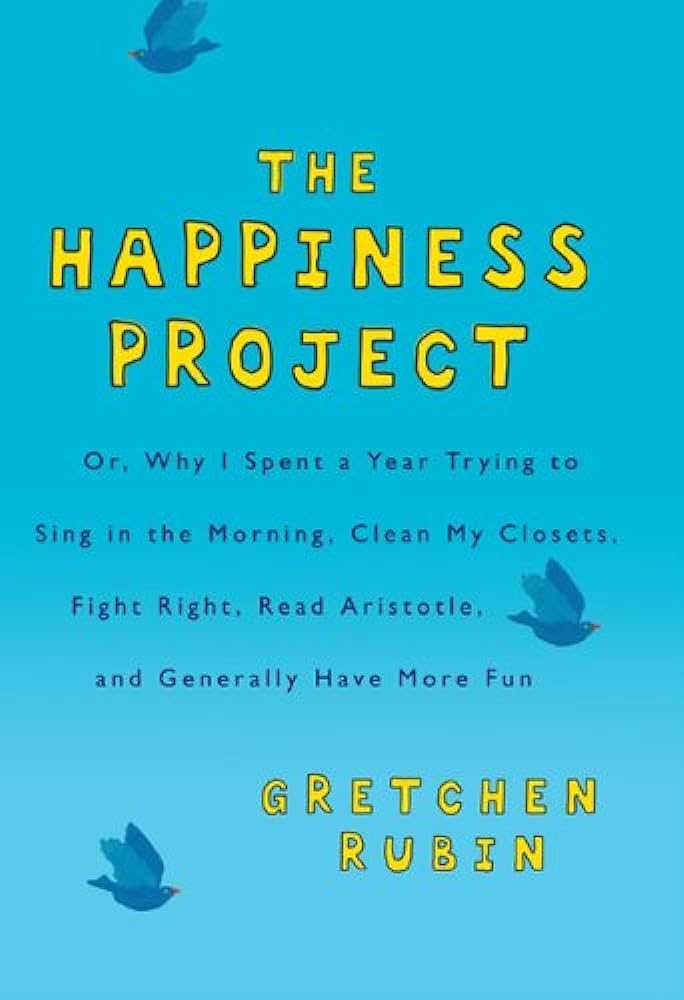 THE
HAPPINESS
PROJECT
Or, Why I Spent a Year Trying to
Sing in the Morning, Clean My Closets,
Fight Right, Read Aristotle,
and Generally Have More Fun
GRETCHEN
RUBIN